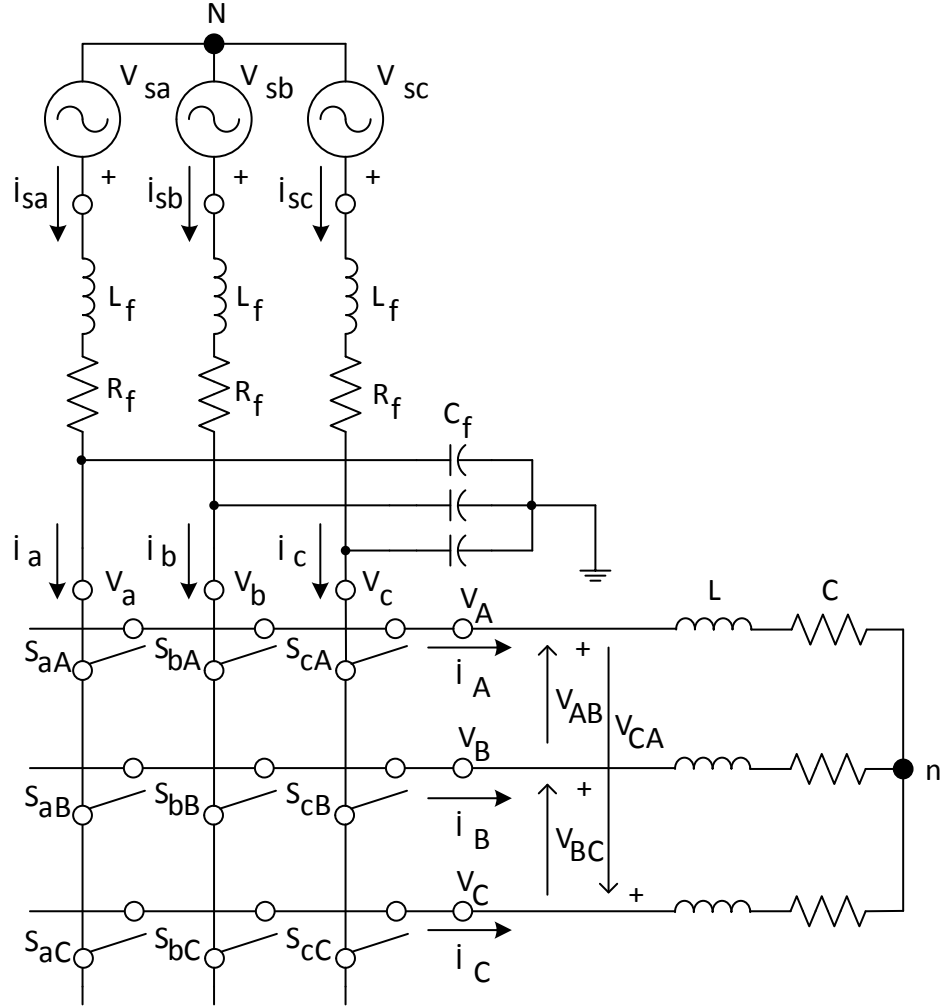 N
V sa V sb V sc
+ + +
i sa i sb i sc
L f L f L f
R f R f R f
C f
i a i b i c
V a V b V c V A L C
S aA S bA S cA
i A
+
V AB V CA
V B n
S aB S bB S cB
+
i B
V BC
V C
+
S aC S bC S cC
i C